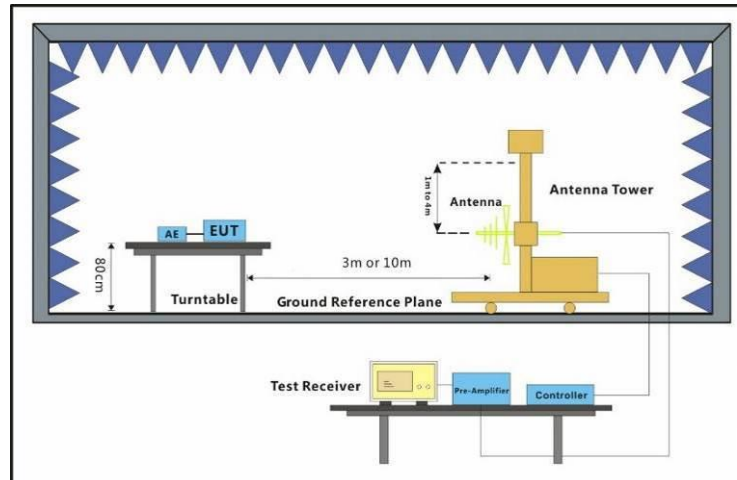 1m to 4m
Antenna Tower
Antenna
AE
EUT
80cm
3m or 10m
Turntable
Ground Reference Plane
Test Receiver
Pre-Amplifier
Controller